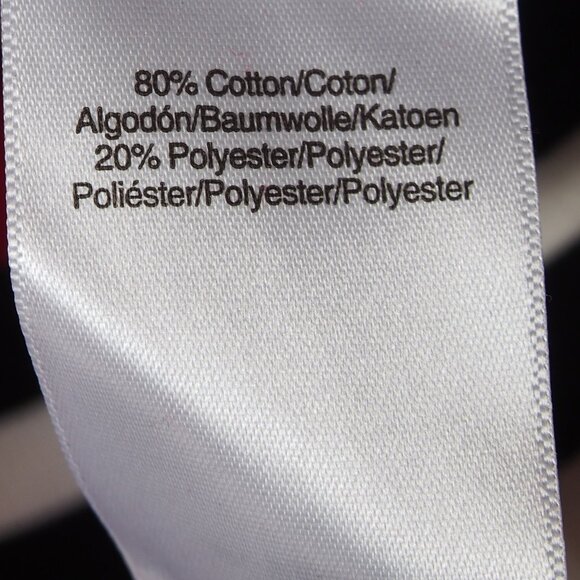 80% Cotton/Coton/
Algodón/Baumwolle/Katoen
20% Polyester/Polyester/
Poliéster/Polyester/Polyester